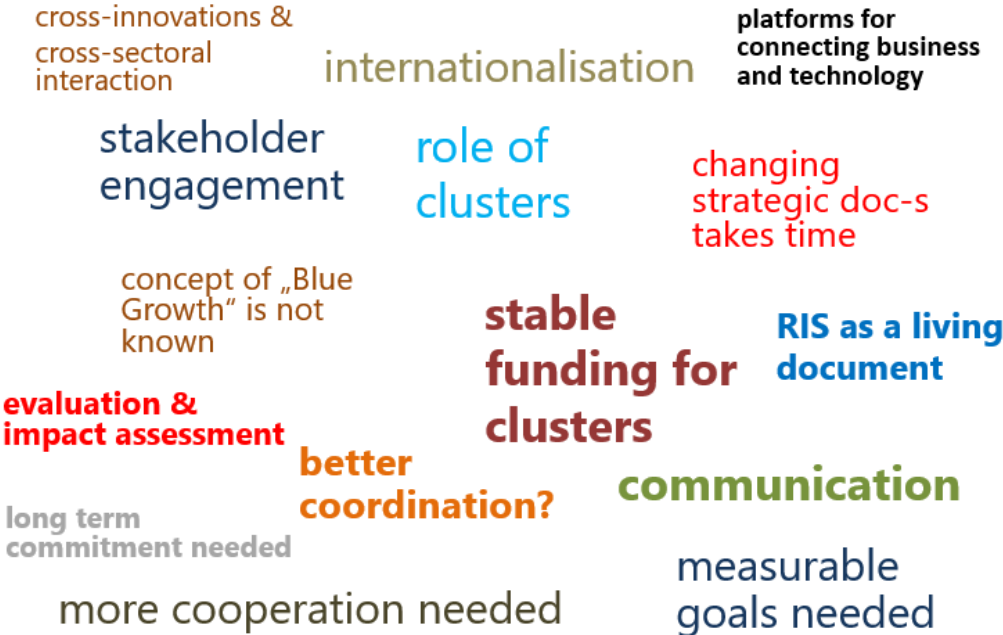 cross-innovations &
cross-sectoral
interaction
internationalisation
platforms for
connecting business
and technology
stakeholder
engagement
role of
clusters
changing
strategic doc-s
takes time
concept of „Blue
Growth“ is not
known
stable
funding for
clusters
RIS as a living
document
evaluation &
impact assessment
better
coordination?
communication
long term
commitment needed
more cooperation needed
measurable
goals needed